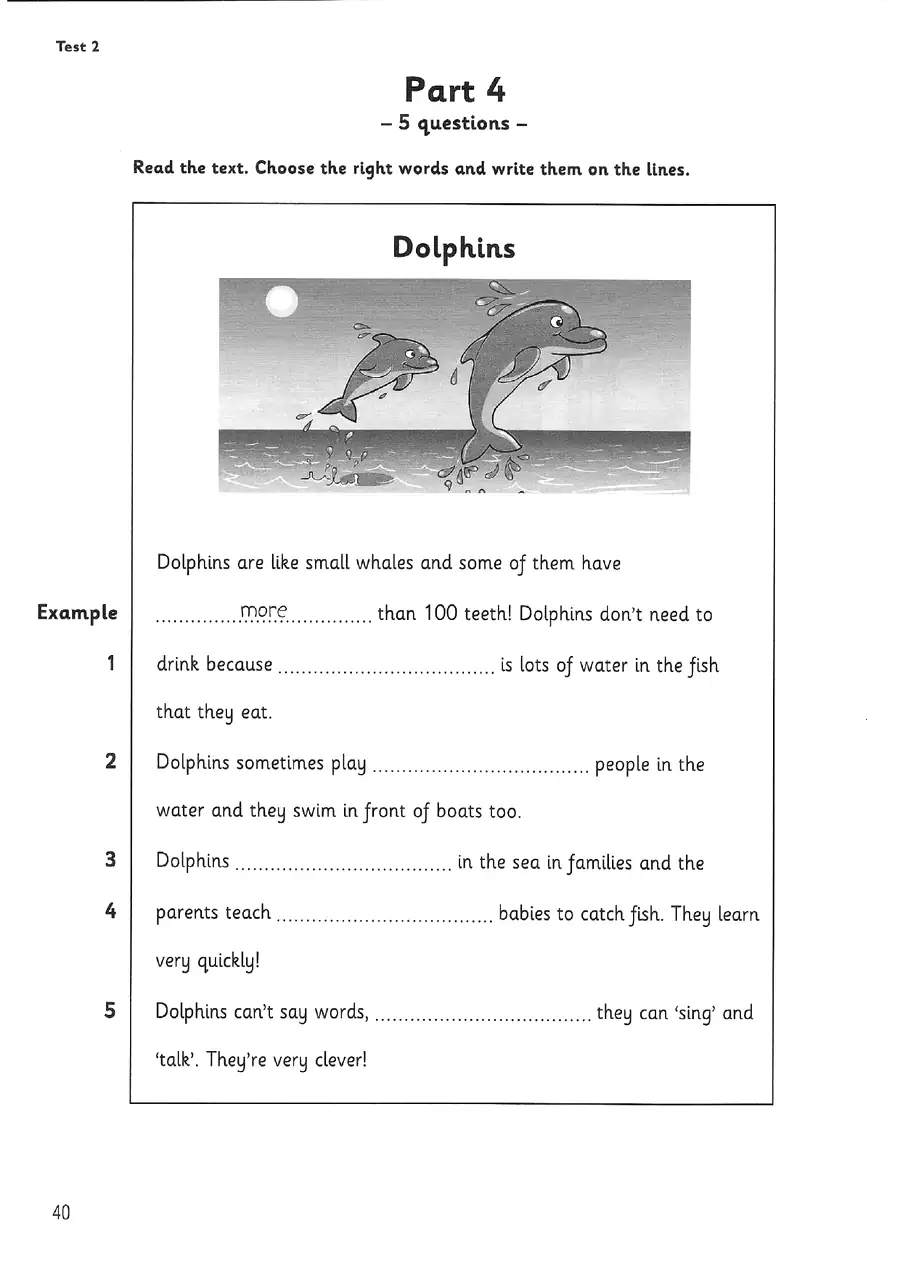 Test 2
Part 4
– 5 questions –
Read the text. Choose the right words and write them on the lines.
Dolphins
Dolphins are like small whales and some of them have
Example ..............more............... than 100 teeth! Dolphins don't need to
1 drink because ..................................... is lots of water in the fish
that they eat.
2 Dolphins sometimes play ..................................... people in the
water and they swim in front of boats too.
3 Dolphins ..................................... in the sea in families and the
4 parents teach ..................................... babies to catch fish. They learn
very quickly!
5 Dolphins can't say words, ..................................... they can 'sing' and
'talk'. They're very clever!
40